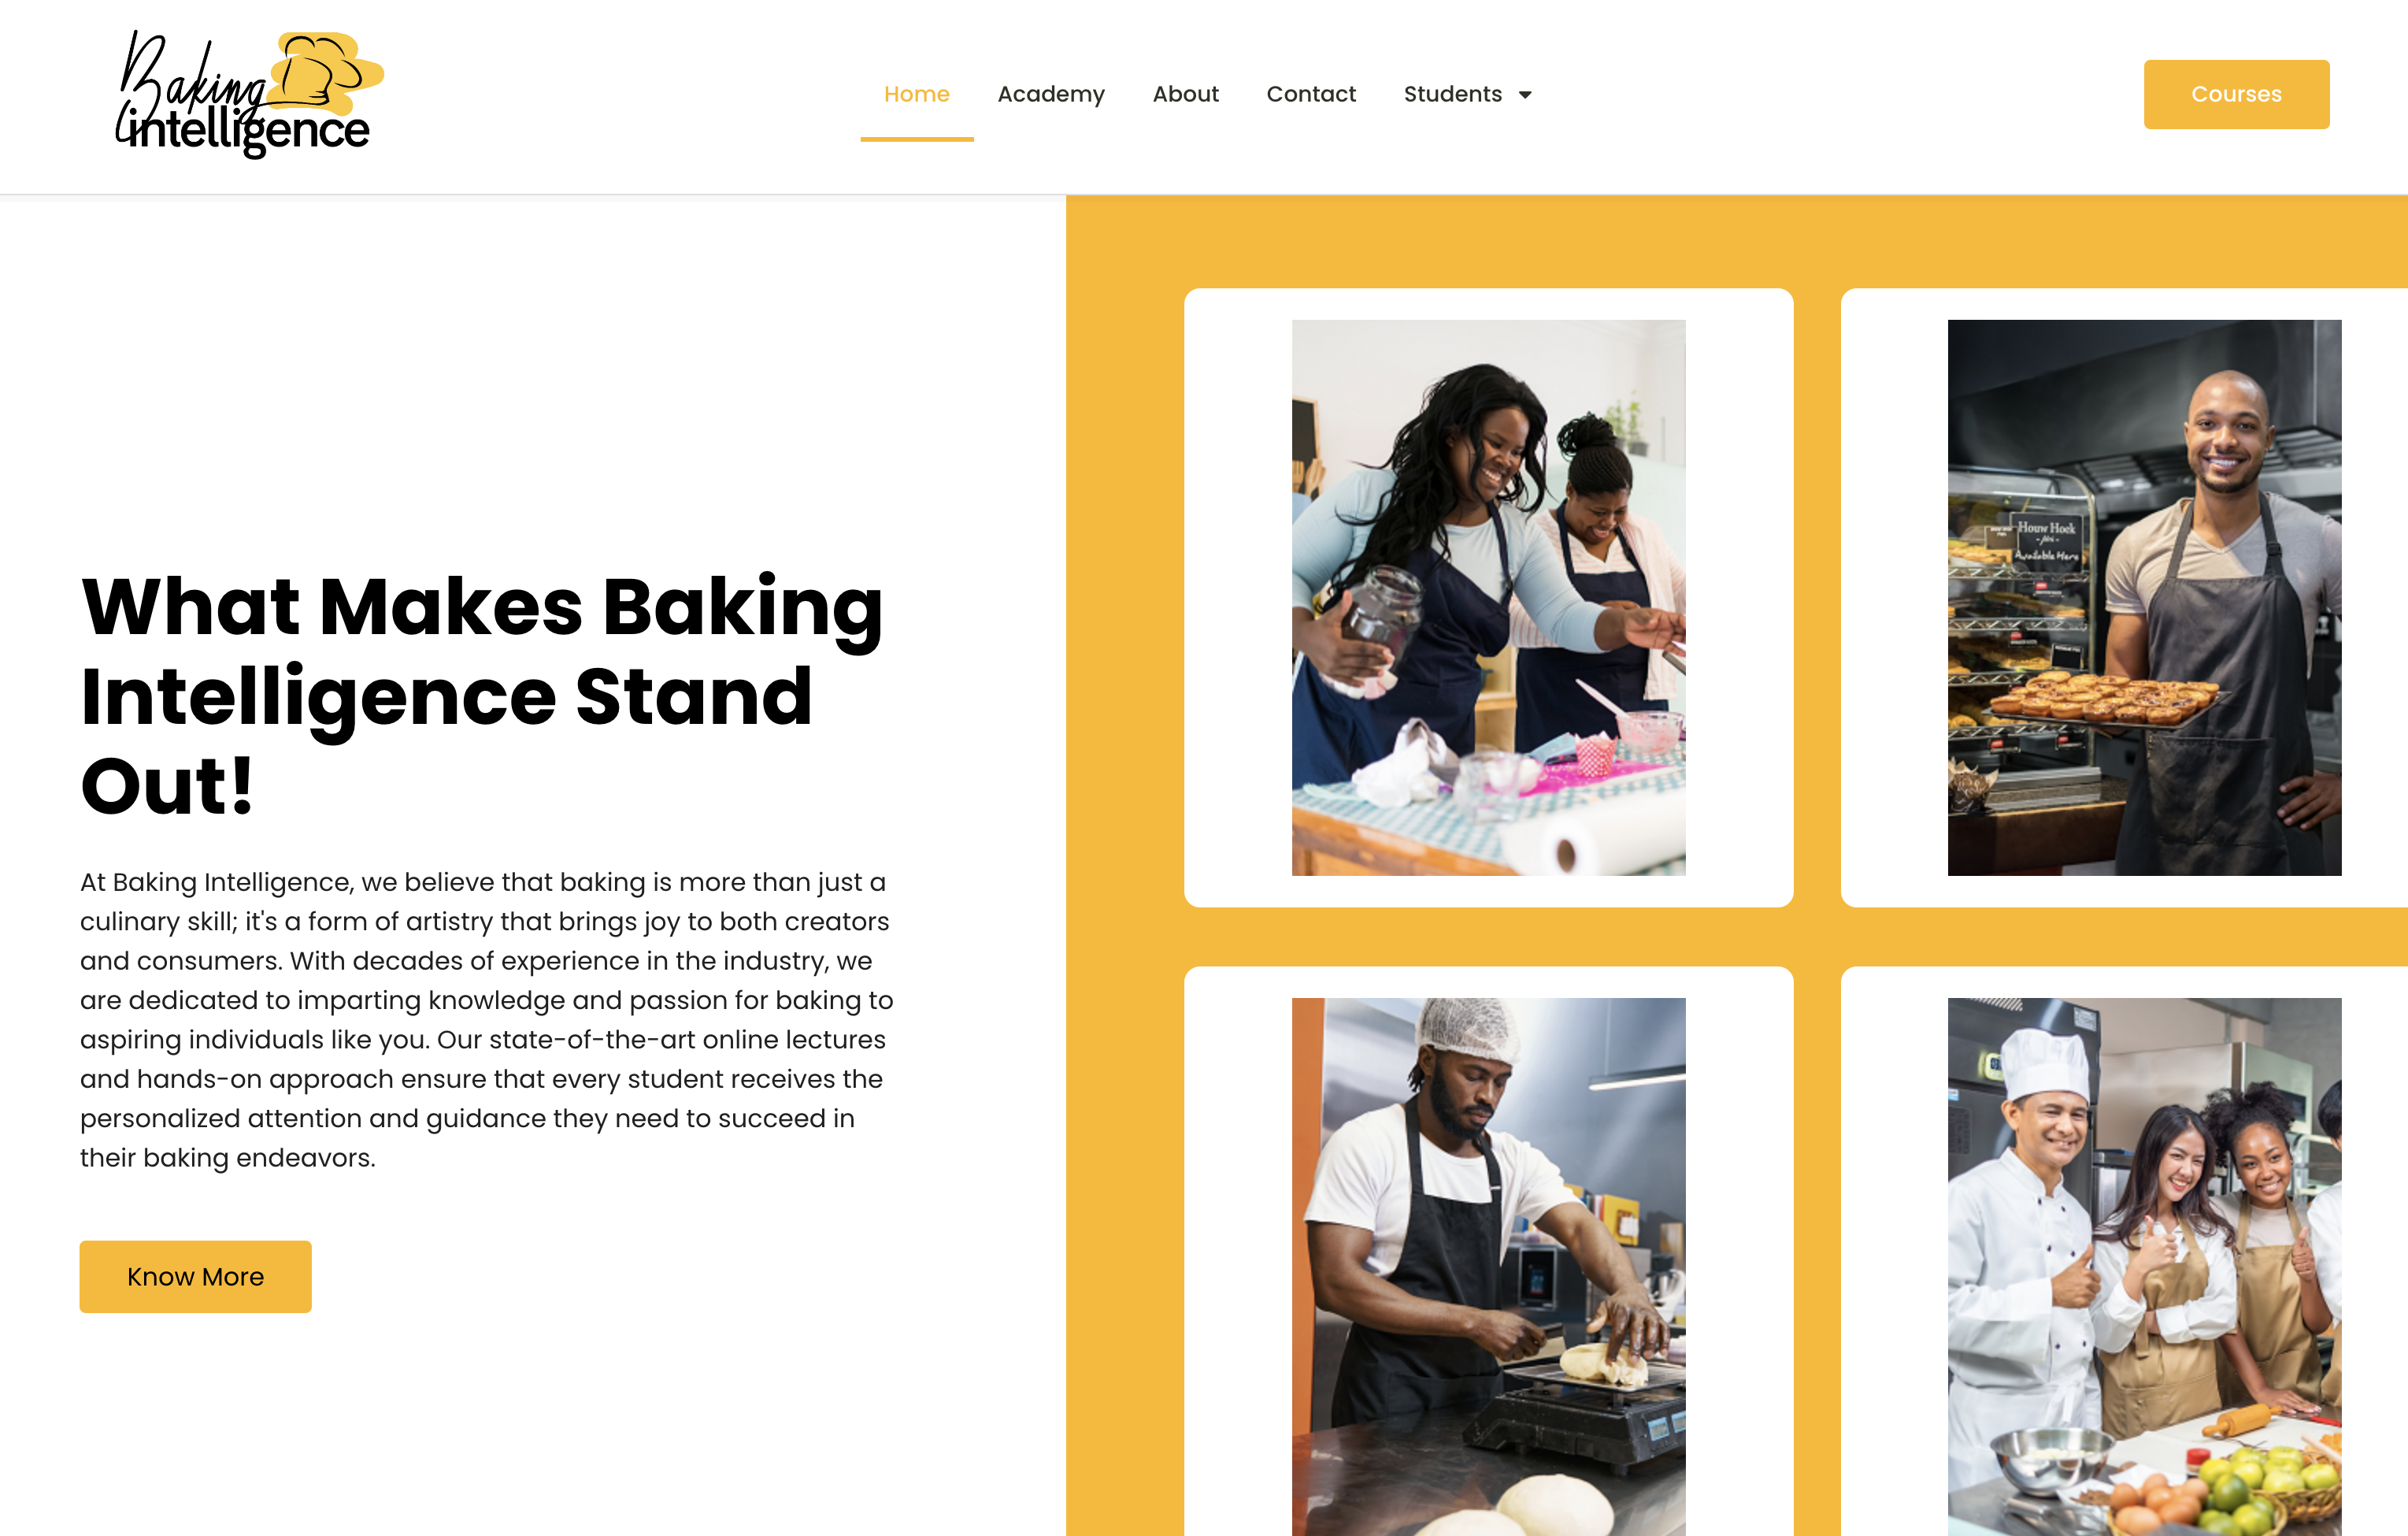 Baking
intelligence
Home
Academy
About
Contact
Students
Courses
What Makes Baking
Intelligence Stand
Out!
At Baking Intelligence, we believe that baking is more than just a
culinary skill; it's a form of artistry that brings joy to both creators
and consumers. With decades of experience in the industry, we
are dedicated to imparting knowledge and passion for baking to
aspiring individuals like you. Our state-of-the-art online lectures
and hands-on approach ensure that every student receives the
personalized attention and guidance they need to succeed in
their baking endeavors.
Know More
Houw Hoek
Available Here